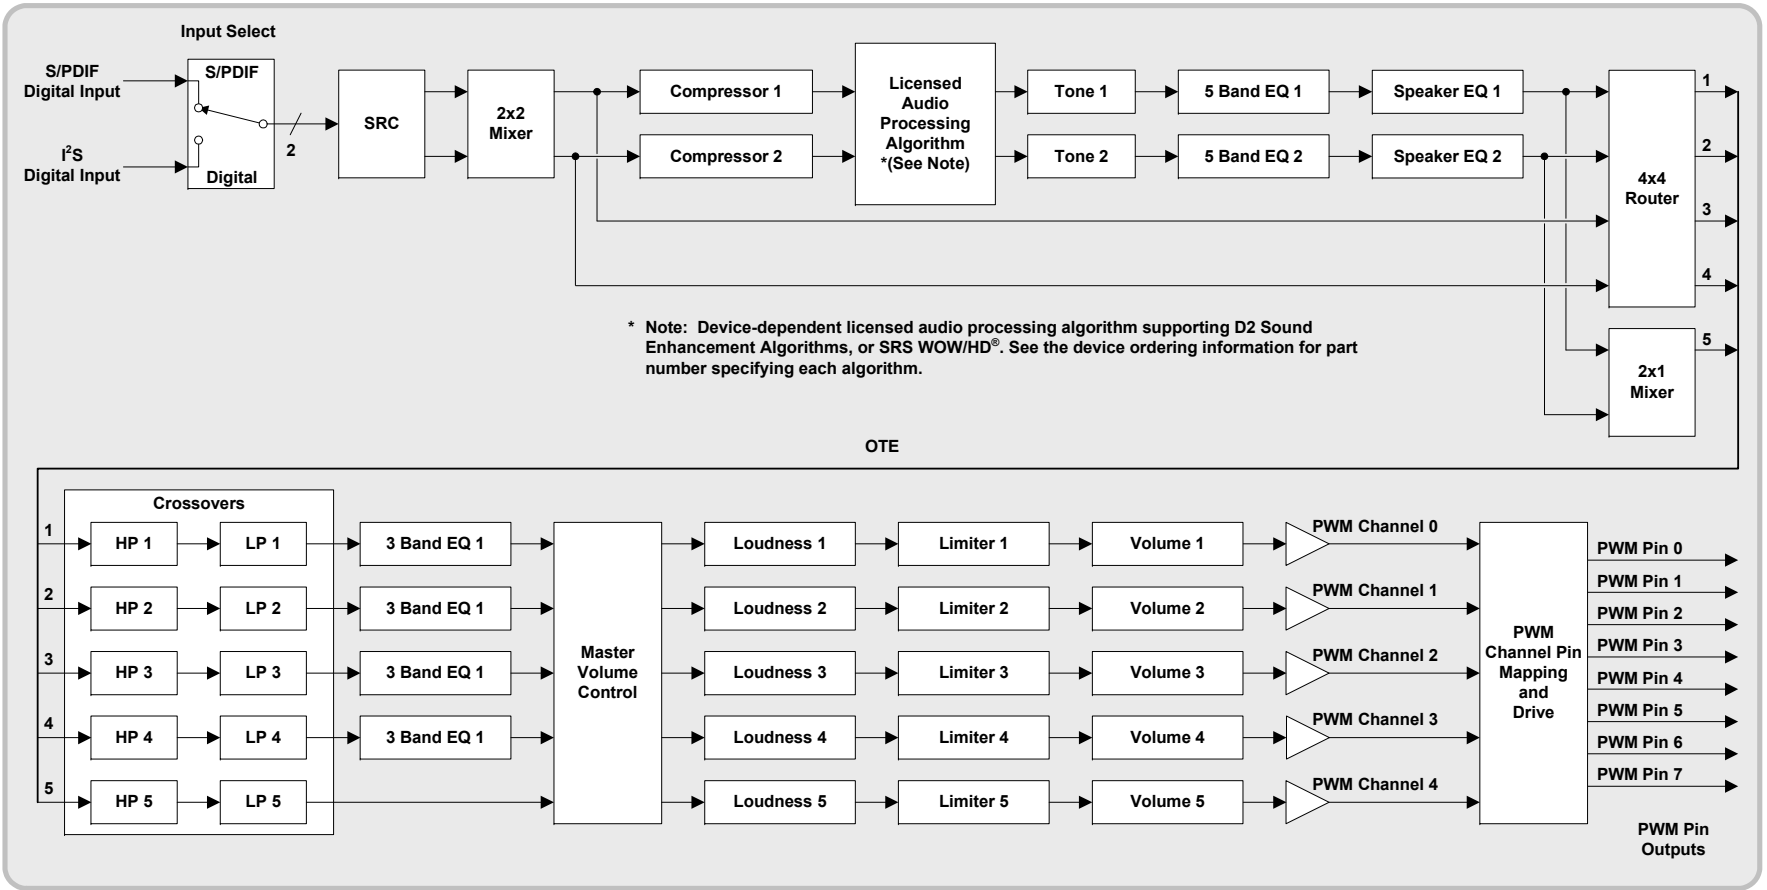 Input Select
S/PDIF
Digital Input
I²S
Digital Input
S/PDIF
Digital
2
SRC
2x2
Mixer
Compressor 1
Compressor 2
Licensed
Audio
Processing
Algorithm
*(See Note)
Tone 1
Tone 2
5 Band EQ 1
5 Band EQ 2
Speaker EQ 1
Speaker EQ 2
4x4
Router
1
2
3
4
2x1
Mixer
5
* Note: Device-dependent licensed audio processing algorithm supporting D2 Sound
Enhancement Algorithms, or SRS WOW/HD®. See the device ordering information for part
number specifying each algorithm.
OTE
Crossovers
1
HP 1
LP 1
3 Band EQ 1
2
HP 2
LP 2
3 Band EQ 1
3
HP 3
LP 3
3 Band EQ 1
4
HP 4
LP 4
3 Band EQ 1
5
HP 5
LP 5
Master
Volume
Control
Loudness 1
Limiter 1
Volume 1
PWM Channel 0
Loudness 2
Limiter 2
Volume 2
PWM Channel 1
Loudness 3
Limiter 3
Volume 3
PWM Channel 2
Loudness 4
Limiter 4
Volume 4
PWM Channel 3
Loudness 5
Limiter 5
Volume 5
PWM Channel 4
PWM
Channel Pin
Mapping
and
Drive
PWM Pin 0
PWM Pin 1
PWM Pin 2
PWM Pin 3
PWM Pin 4
PWM Pin 5
PWM Pin 6
PWM Pin 7
PWM Pin
Outputs